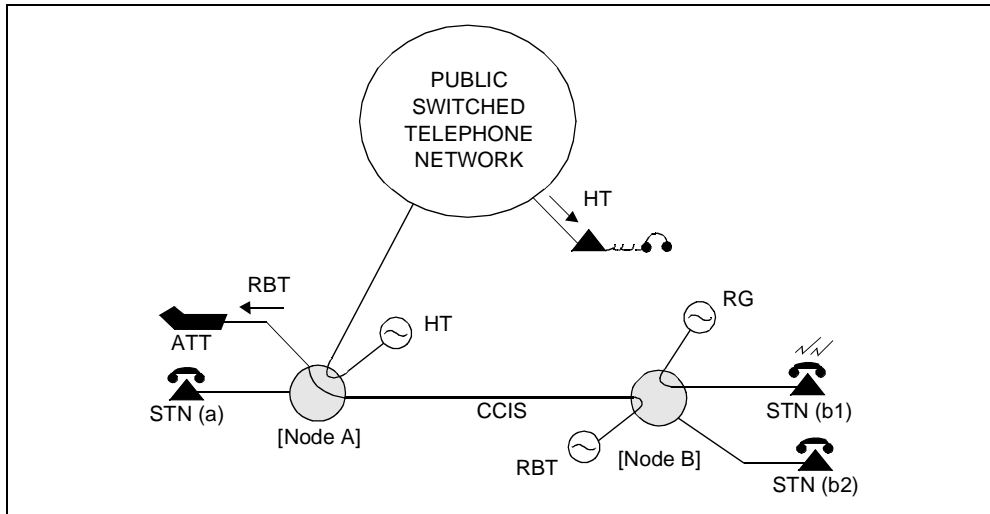 PUBLIC
SWITCHED
TELEPHONE
NETWORK
HT
RBT
ATT
HT
RG
STN (a)
[Node A]
CCIS
RBT
[Node B]
STN (b1)
STN (b2)